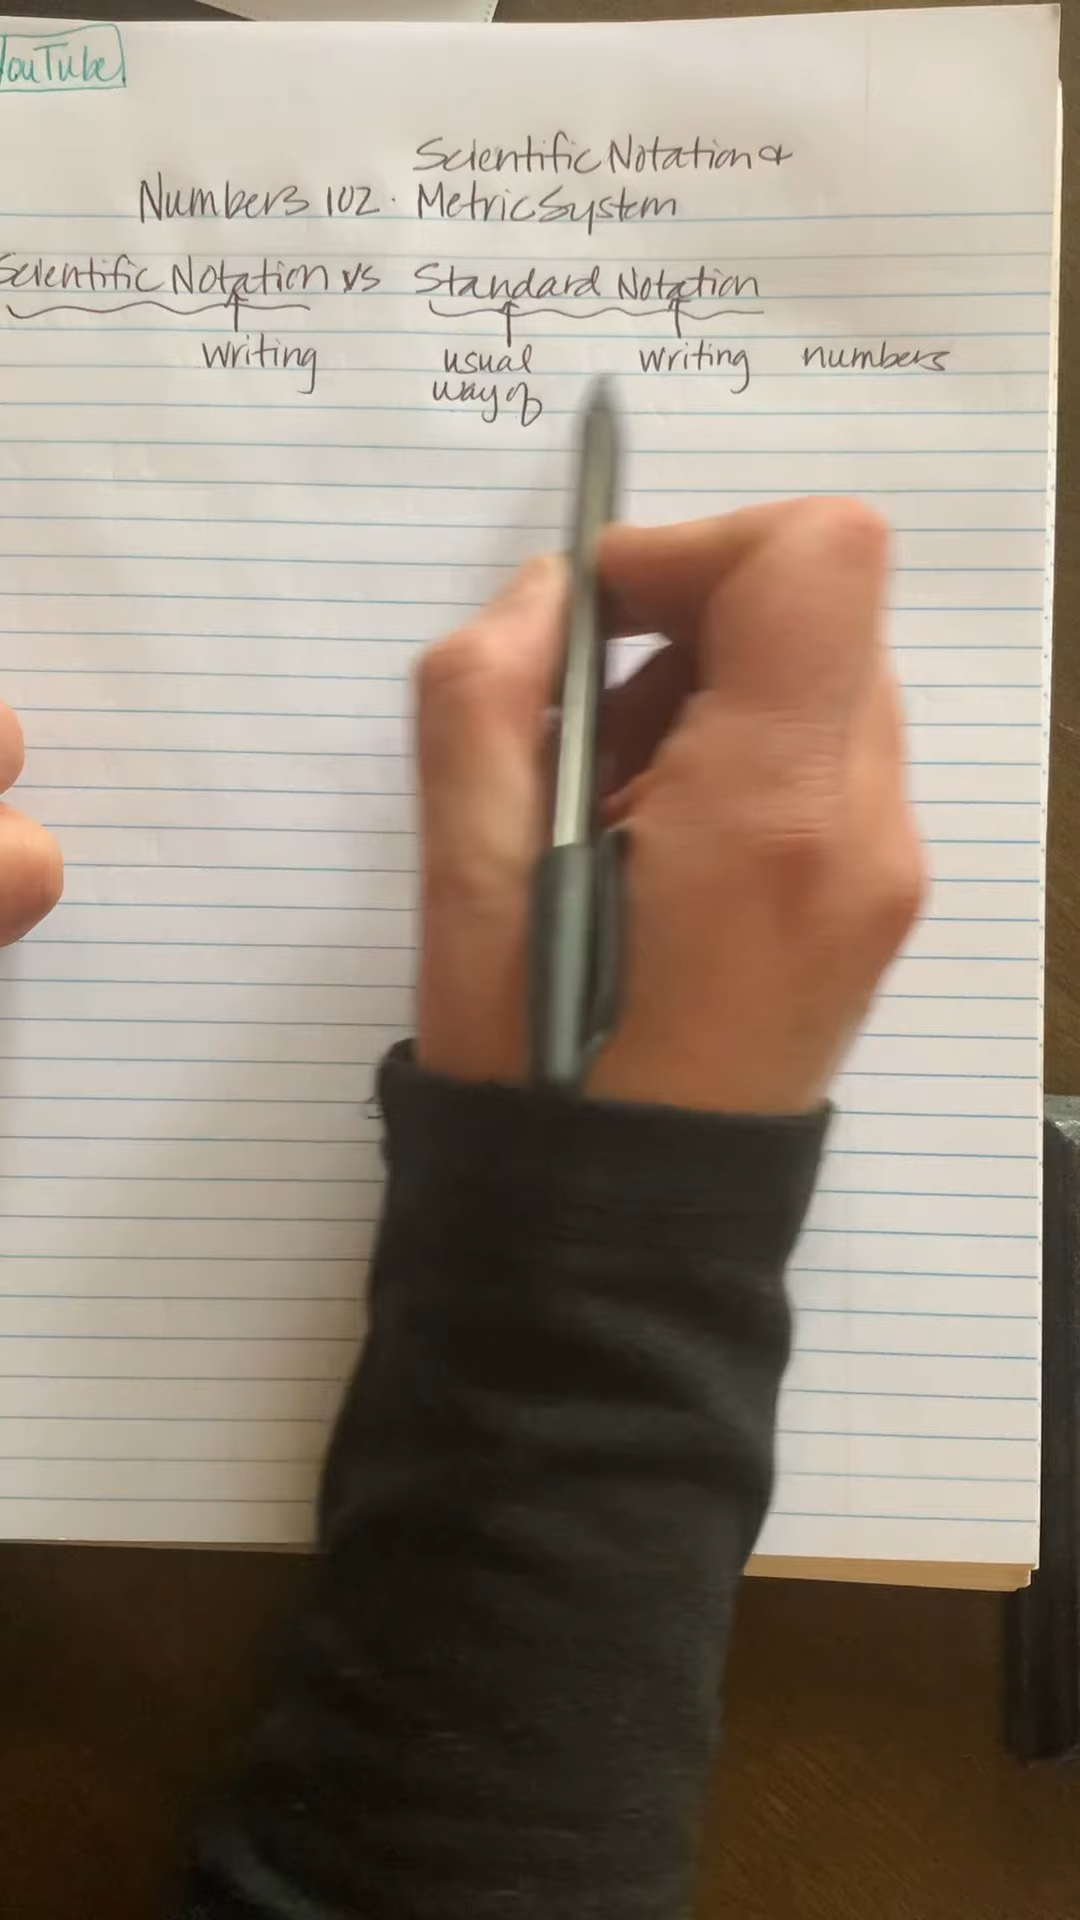 YouTube
Scientific Notation &
Numbers 102. Metric System
Scientific Notation vs Standard Notation
writing usual writing numbers
way of